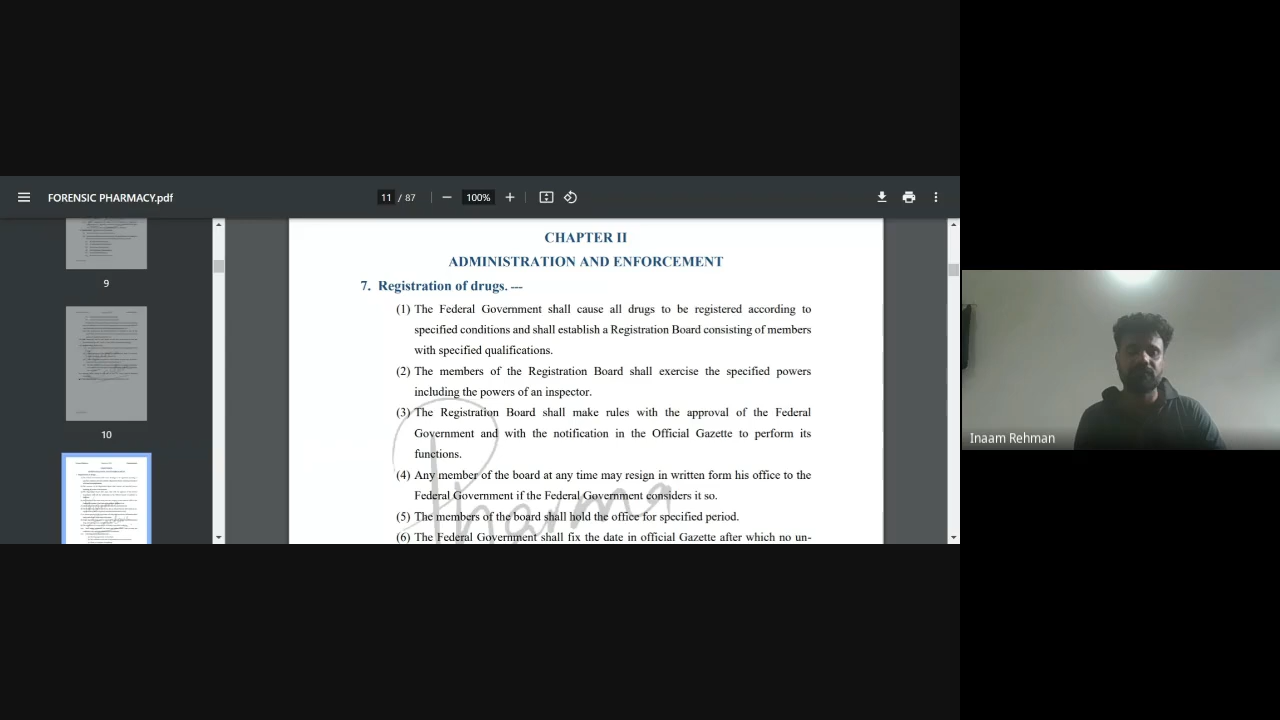 FORENSIC PHARMACY.pdf
11 / 87
100%
9
10
CHAPTER II
ADMINISTRATION AND ENFORCEMENT
7. Registration of drugs. ---
(1) The Federal Government shall cause all drugs to be registered according to
specified conditions and shall establish a Registration Board consisting of members
with specified qualifications.
(2) The members of the Registration Board shall exercise the specified powers
including the powers of an inspector.
(3) The Registration Board shall make rules with the approval of the Federal
Government and with the notification in the Official Gazette to perform its
functions.
(4) Any member of the board at any time may resign in written form his office to the
Federal Government if the Federal Government considers it so.
(5) The members of the board shall hold the office for specified period.
(6) The Federal Government shall fix the date in official Gazette after which no un-
Inaam Rehman